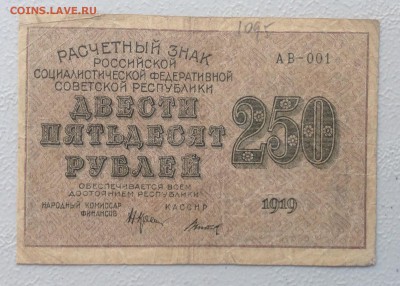 COINS.LAVE.RU
РАСЧЕТНЫЙ ЗНАК
РОССИЙСКОЙ
СОЦИАЛИСТИЧЕСКОЙ ФЕДЕРАТИВНОЙ
СОВЕТСКОЙ РЕСПУБЛИКИ
АВ-001
ДВЕСТИ
ПЯТЬДЕСЯТ
РУБЛЕЙ
250
ОБЕСПЕЧИВАЕТСЯ ВСЕМ
ДОСТОЯНИЕМ РЕСПУБЛИКИ
НАРОДНЫЙ КОМИССАР
ФИНАНСОВ
КАССИР
1919